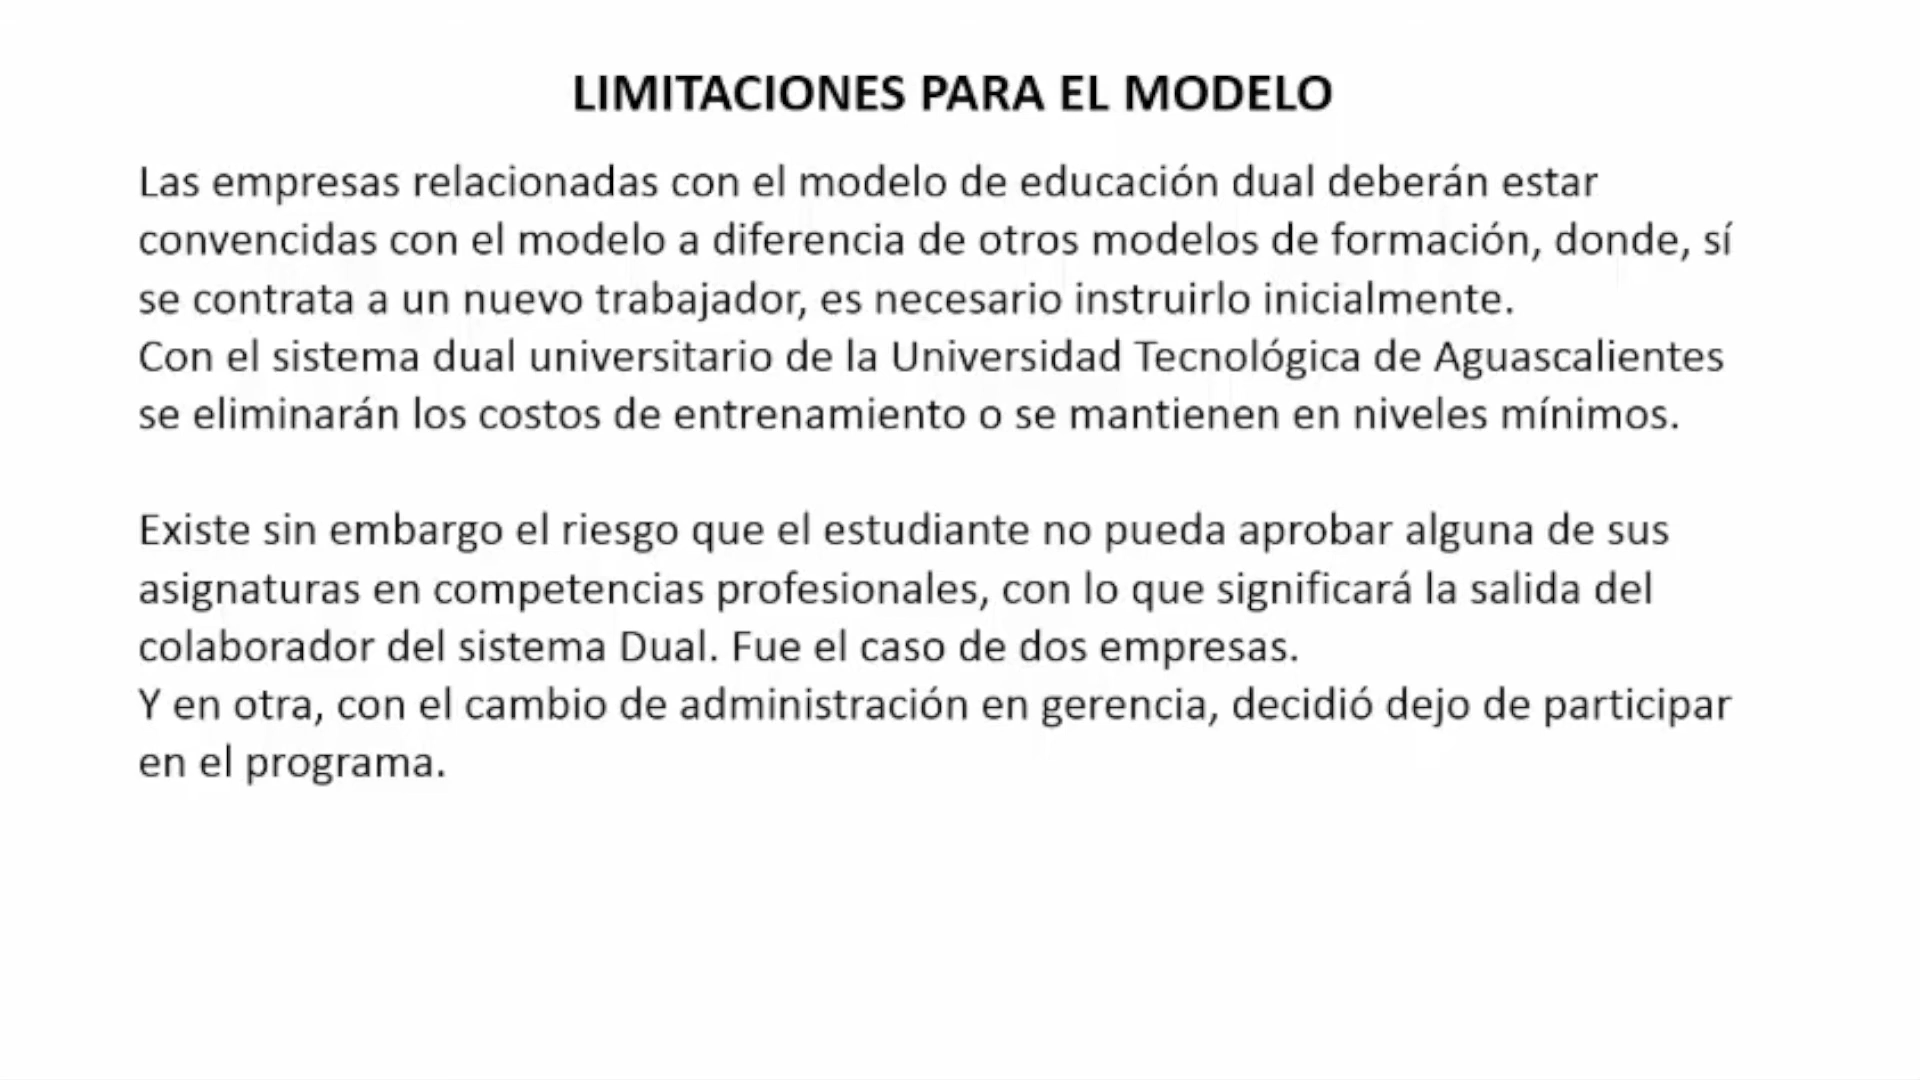 LIMITACIONES PARA EL MODELO
Las empresas relacionadas con el modelo de educación dual deberán estar
convencidas con el modelo a diferencia de otros modelos de formación, donde, sí
se contrata a un nuevo trabajador, es necesario instruirlo inicialmente.
Con el sistema dual universitario de la Universidad Tecnológica de Aguascalientes
se eliminarán los costos de entrenamiento o se mantienen en niveles mínimos.
Existe sin embargo el riesgo que el estudiante no pueda aprobar alguna de sus
asignaturas en competencias profesionales, con lo que significará la salida del
colaborador del sistema Dual. Fue el caso de dos empresas.
Y en otra, con el cambio de administración en gerencia, decidió dejo de participar
en el programa.